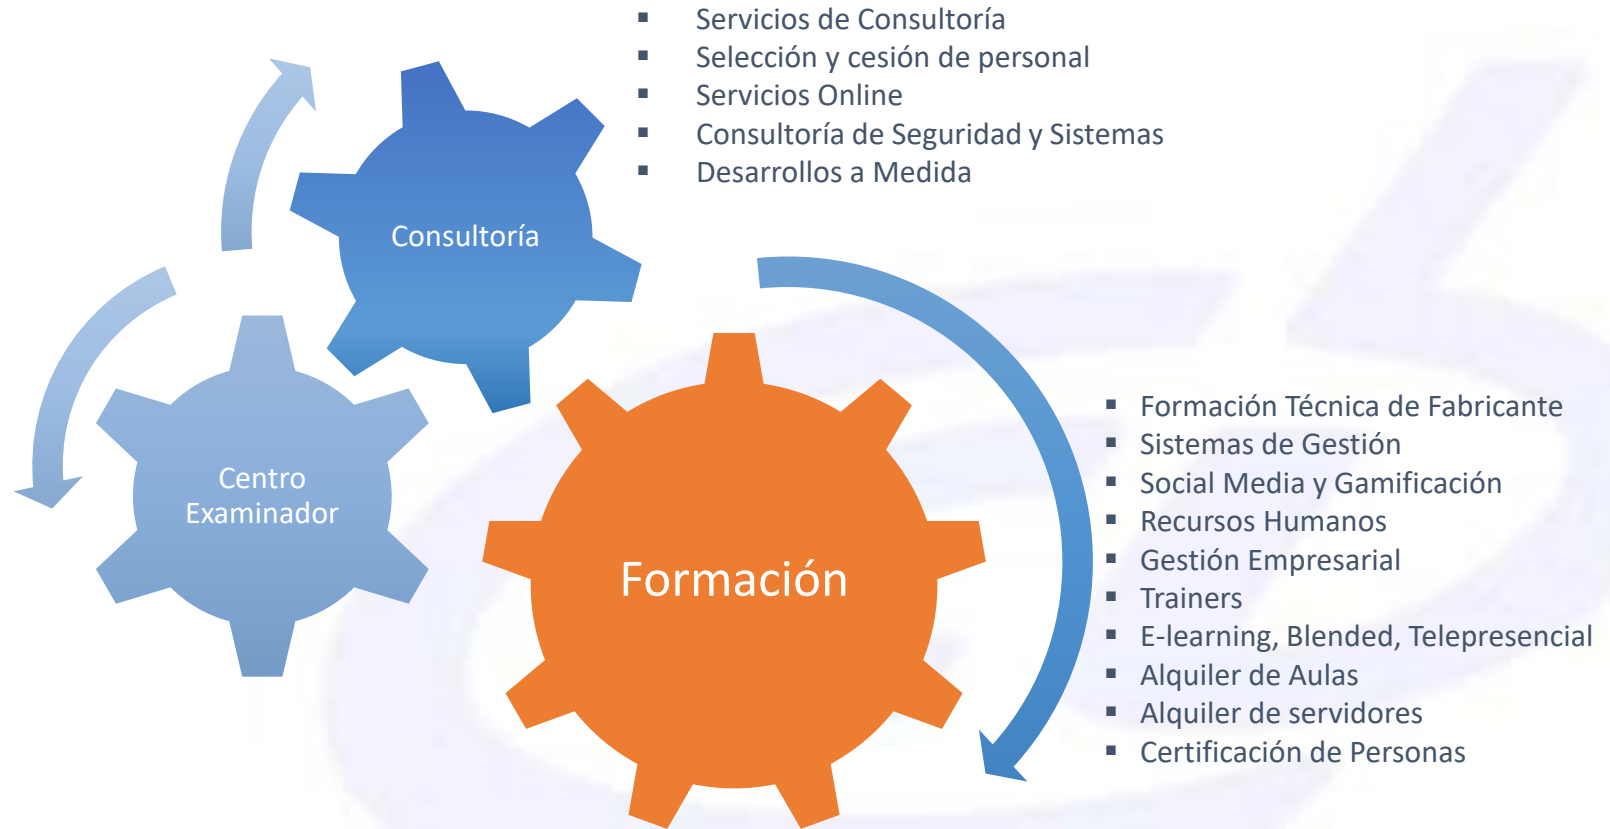 Servicios de Consultoría
Selección y cesión de personal
Servicios Online
Consultoría de Seguridad y Sistemas
Desarrollos a Medida
Consultoría
Centro
Examinador
Formación
Formación Técnica de Fabricante
Sistemas de Gestión
Social Media y Gamificación
Recursos Humanos
Gestión Empresarial
Trainers
E-learning, Blended, Telepresencial
Alquiler de Aulas
Alquiler de servidores
Certificación de Personas